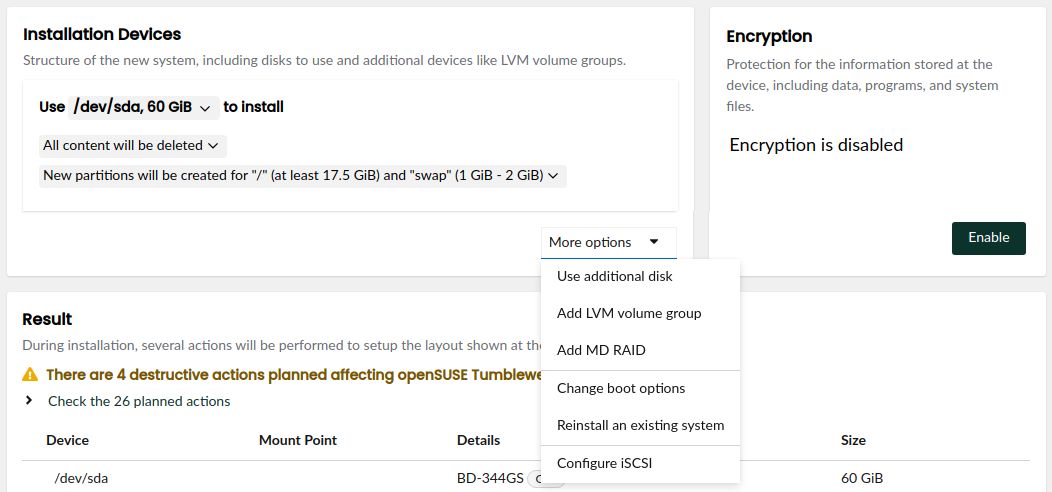 Installation Devices
Structure of the new system, including disks to use and additional devices like LVM volume groups.
Use /dev/sda, 60 GiB to install
All content will be deleted
New partitions will be created for "/" (at least 17.5 GiB) and "swap" (1 GiB - 2 GiB)
More options
Use additional disk
Add LVM volume group
Add MD RAID
Change boot options
Reinstall an existing system
Configure iSCSI
Encryption
Protection for the information stored at the
device, including data, programs, and system
files.
Encryption is disabled
Enable
Result
During installation, several actions will be performed to setup the layout shown at
There are 4 destructive actions planned affecting openSUSE
Check the 26 planned actions
Device Mount Point Details Size
/dev/sda BD-344GS 60 GiB